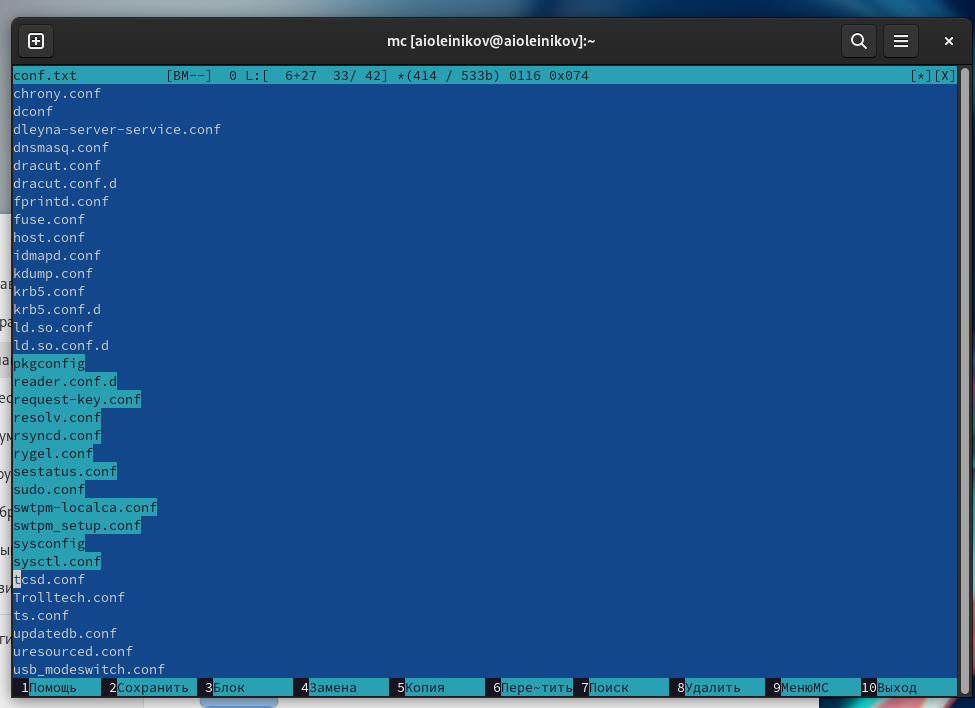 mc [aioleinikov@aioleinikov]:~
conf.txt [BM--] 0 L:[ 6+27 33/ 42] *(414 / 533b) 0116 0x074 [*][X]
chrony.conf
dconf
dleyna-server-service.conf
dnsmasq.conf
dracut.conf
dracut.conf.d
fprintd.conf
fuse.conf
host.conf
idmapd.conf
kdump.conf
krb5.conf
krb5.conf.d
ld.so.conf
ld.so.conf.d
pkgconfig
reader.conf.d
request-key.conf
resolv.conf
rsyncd.conf
rygel.conf
sestatus.conf
sudo.conf
swtpm-localca.conf
swtpm_setup.conf
sysconfig
sysctl.conf
tcsd.conf
Trolltech.conf
ts.conf
updatedb.conf
uresourced.conf
usb_modeswitch.conf
1Помощь 2Сохранить 3Блок 4Замена 5Копия 6Пере~тить 7Поиск 8Удалить 9МенюМС 10Выход